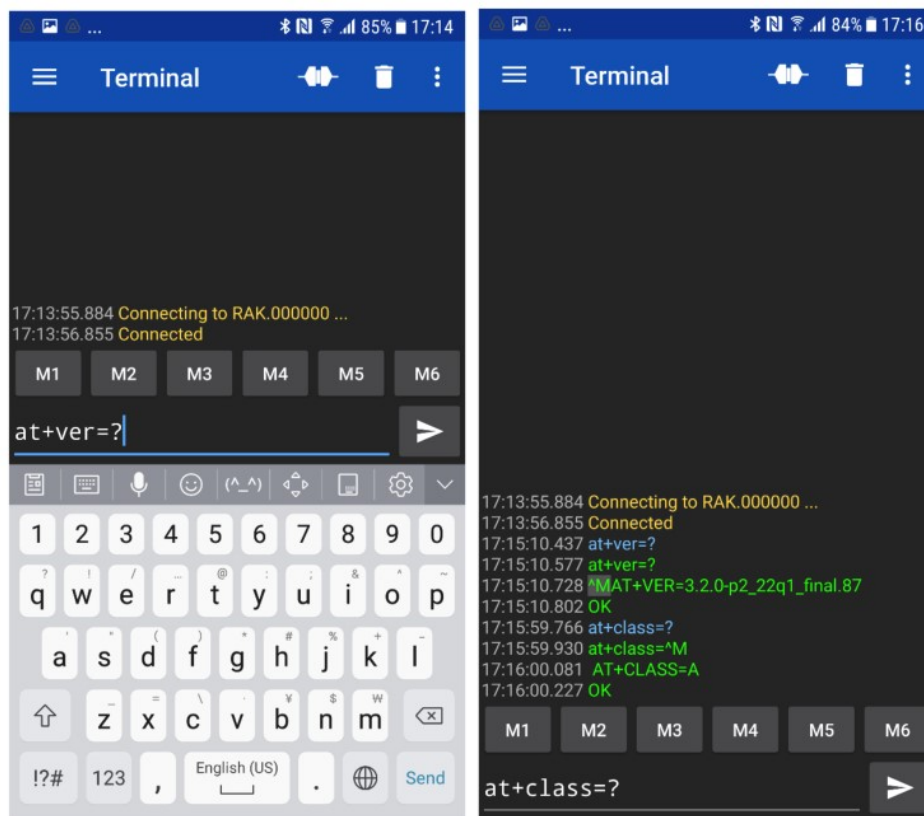 ... 85% 17:14
Terminal
17:13:55.884 Connecting to RAK.000000 ...
17:13:56.855 Connected
M1 M2 M3 M4 M5 M6
at+ver=?
(^_^)
1 2 3 4 5 6 7 8 9 0
q w e r t y u i o p
a s d f g h j k l
z x c v b n m
!?# 123 , English (US) . Send
... 84% 17:16
Terminal
17:13:55.884 Connecting to RAK.000000 ...
17:13:56.855 Connected
17:15:10.437 at+ver=?
17:15:10.577 at+ver=?
17:15:10.728 ^MAT+VER=3.2.0-p2_22q1_final.87
17:15:10.802 OK
17:15:59.766 at+class=?
17:15:59.930 at+class=^M
17:16:00.081 AT+CLASS=A
17:16:00.227 OK
M1 M2 M3 M4 M5 M6
at+class=?